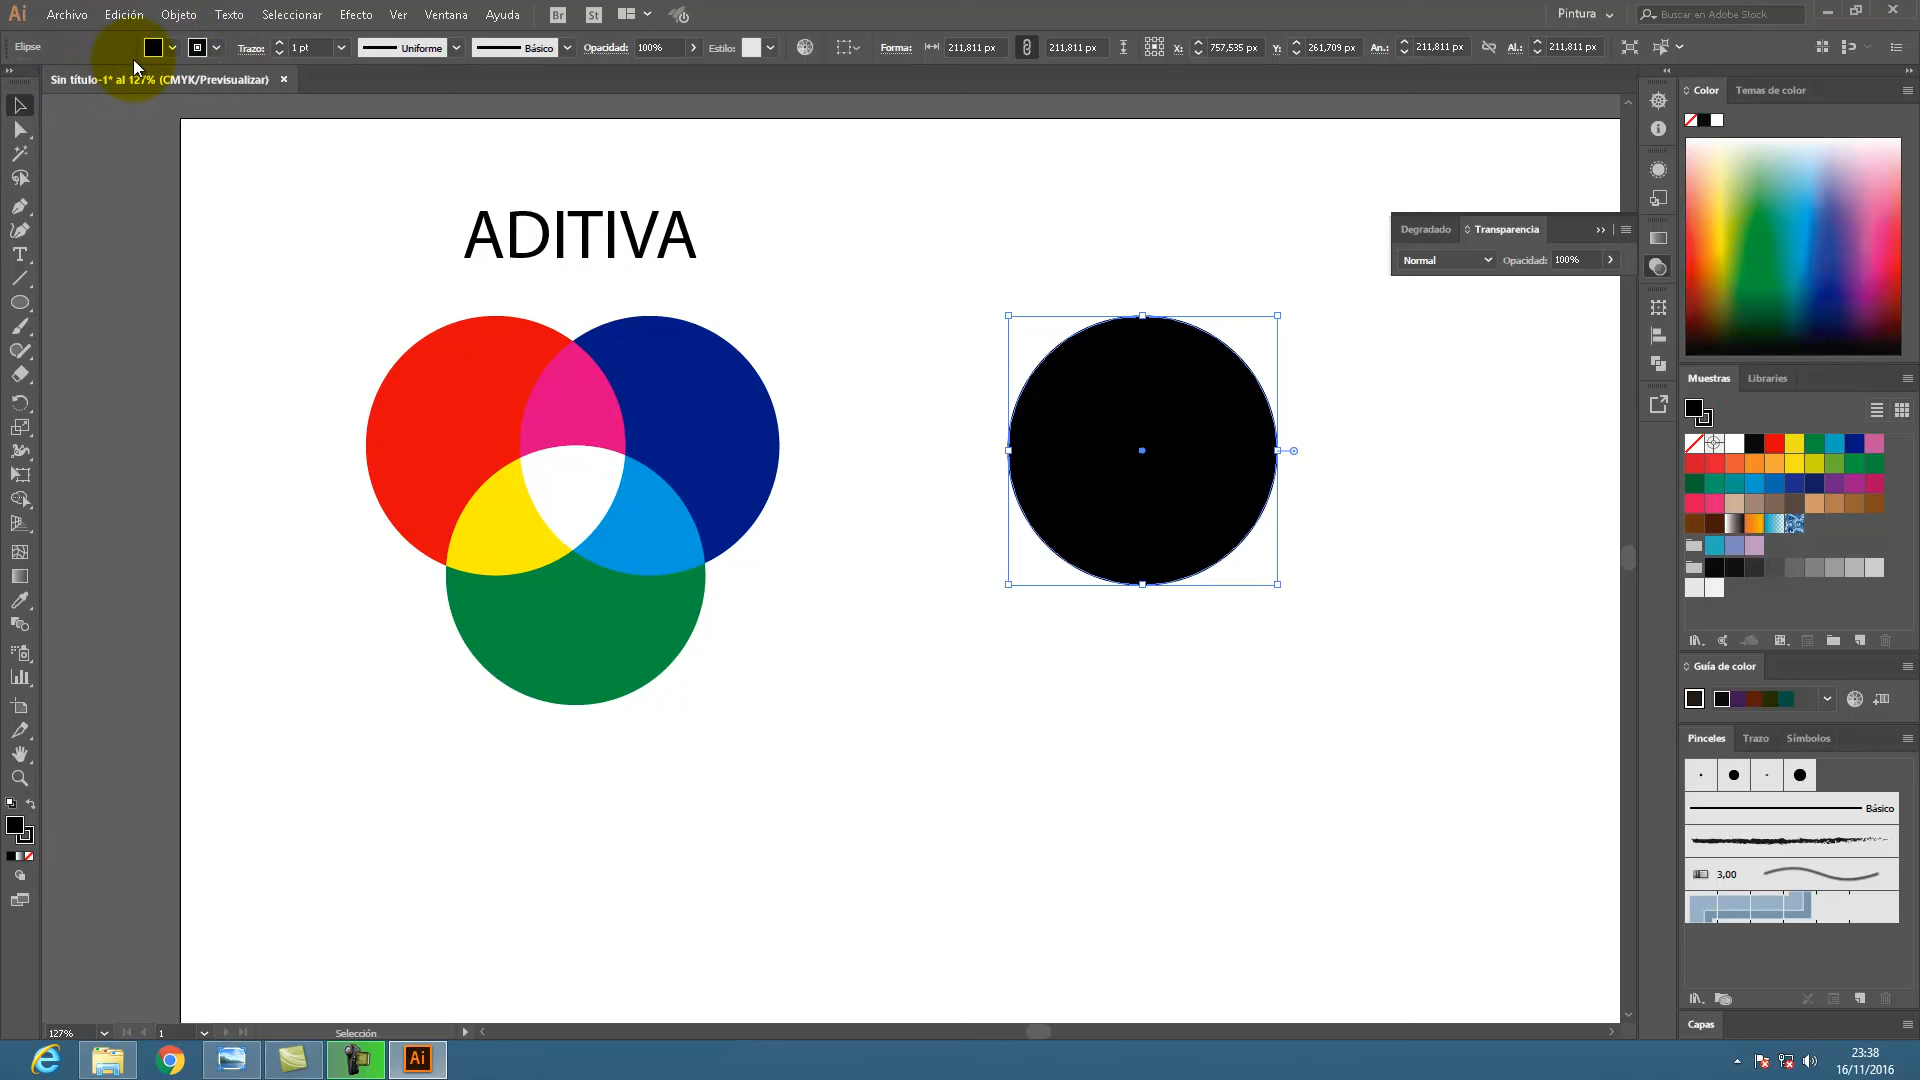 Ai Archivo Edición Objeto Texto Seleccionar Efecto Ver Ventana Ayuda Br St Pintura Buscar en Adobe Stock
Elipse Trazo: 1 pt Uniforme Básico Opacidad: 100% Estilo: Forma: 211,811 px 211,811 px X: 757,535 px Y: 261,709 px An.: 211,811 px Al.: 211,811 px
Sin título-1* al 127% (CMYK/Previsualizar)
Color Temas de color
ADITIVA
Degradado Transparencia
Normal Opacidad: 100%
Muestras Libraries
Guía de color
Pinceles Trazo Símbolos
Básico
3,00
Capas
127% 1 Selección
Ai
23:38
16/11/2016